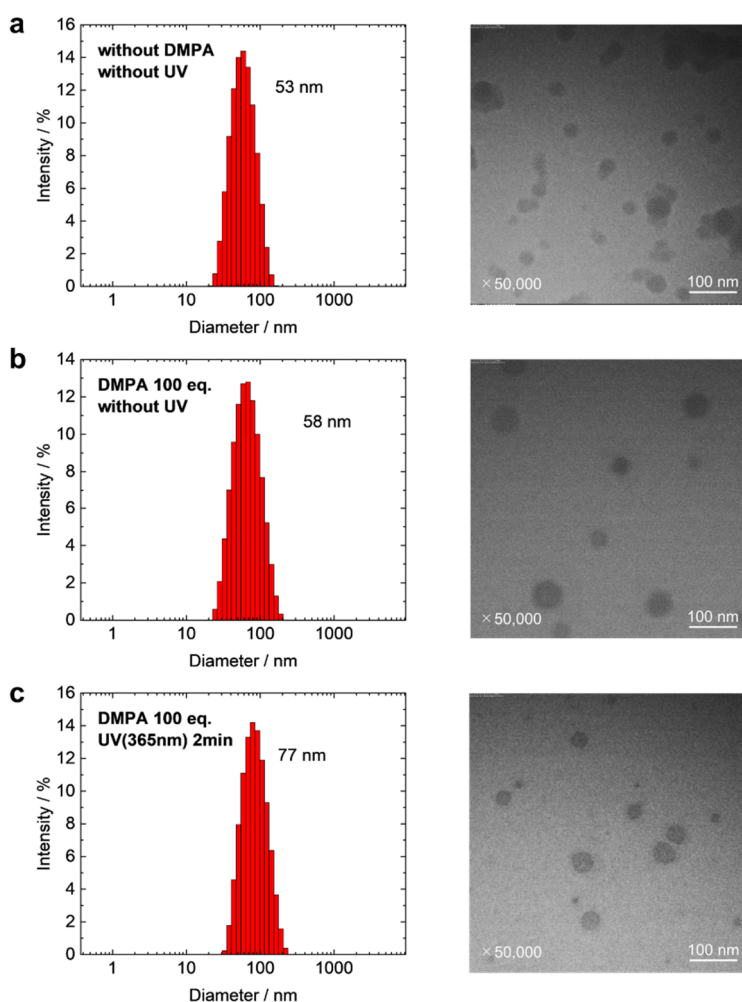 a
without DMPA
without UV
53 nm
16
14
12
10
8
6
4
2
0
Intensity / %
1 10 100 1000
Diameter / nm
×50,000
100 nm
b
DMPA 100 eq.
without UV
58 nm
14
12
10
8
6
4
2
0
Intensity / %
1 10 100 1000
Diameter / nm
×50,000
100 nm
c
DMPA 100 eq.
UV(365nm) 2min
77 nm
16
14
12
10
8
6
4
2
0
Intensity / %
1 10 100 1000
Diameter / nm
×50,000
100 nm